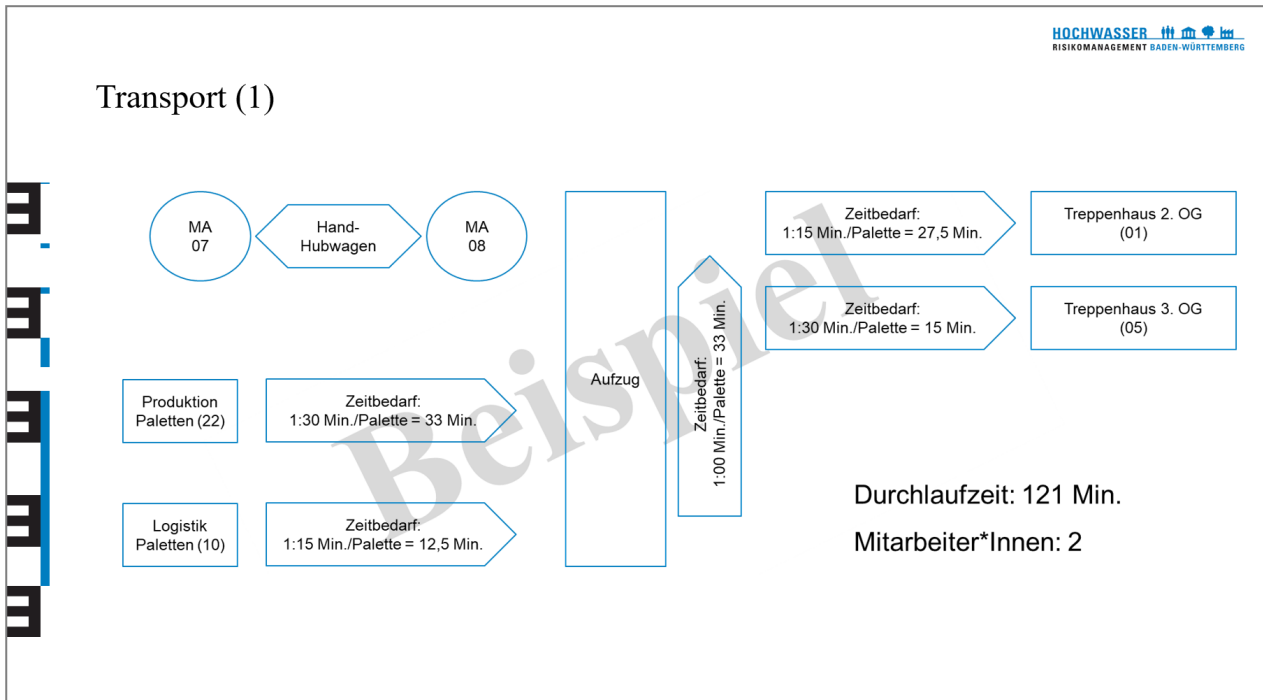 HOCHWASSER
RISIKOMANAGEMENT BADEN-WÜRTTEMBERG
Transport (1)
MA
07
Hand-
Hubwagen
MA
08
Aufzug
Zeitbedarf:
1:15 Min./Palette = 27,5 Min.
Treppenhaus 2. OG
(01)
Zeitbedarf:
1:30 Min./Palette = 15 Min.
Treppenhaus 3. OG
(05)
Zeitbedarf:
1:00 Min./Palette = 33 Min.
Produktion
Paletten (22)
Zeitbedarf:
1:30 Min./Palette = 33 Min.
Logistik
Paletten (10)
Zeitbedarf:
1:15 Min./Palette = 12,5 Min.
Durchlaufzeit: 121 Min.
Mitarbeiter*Innen: 2
Beispiel